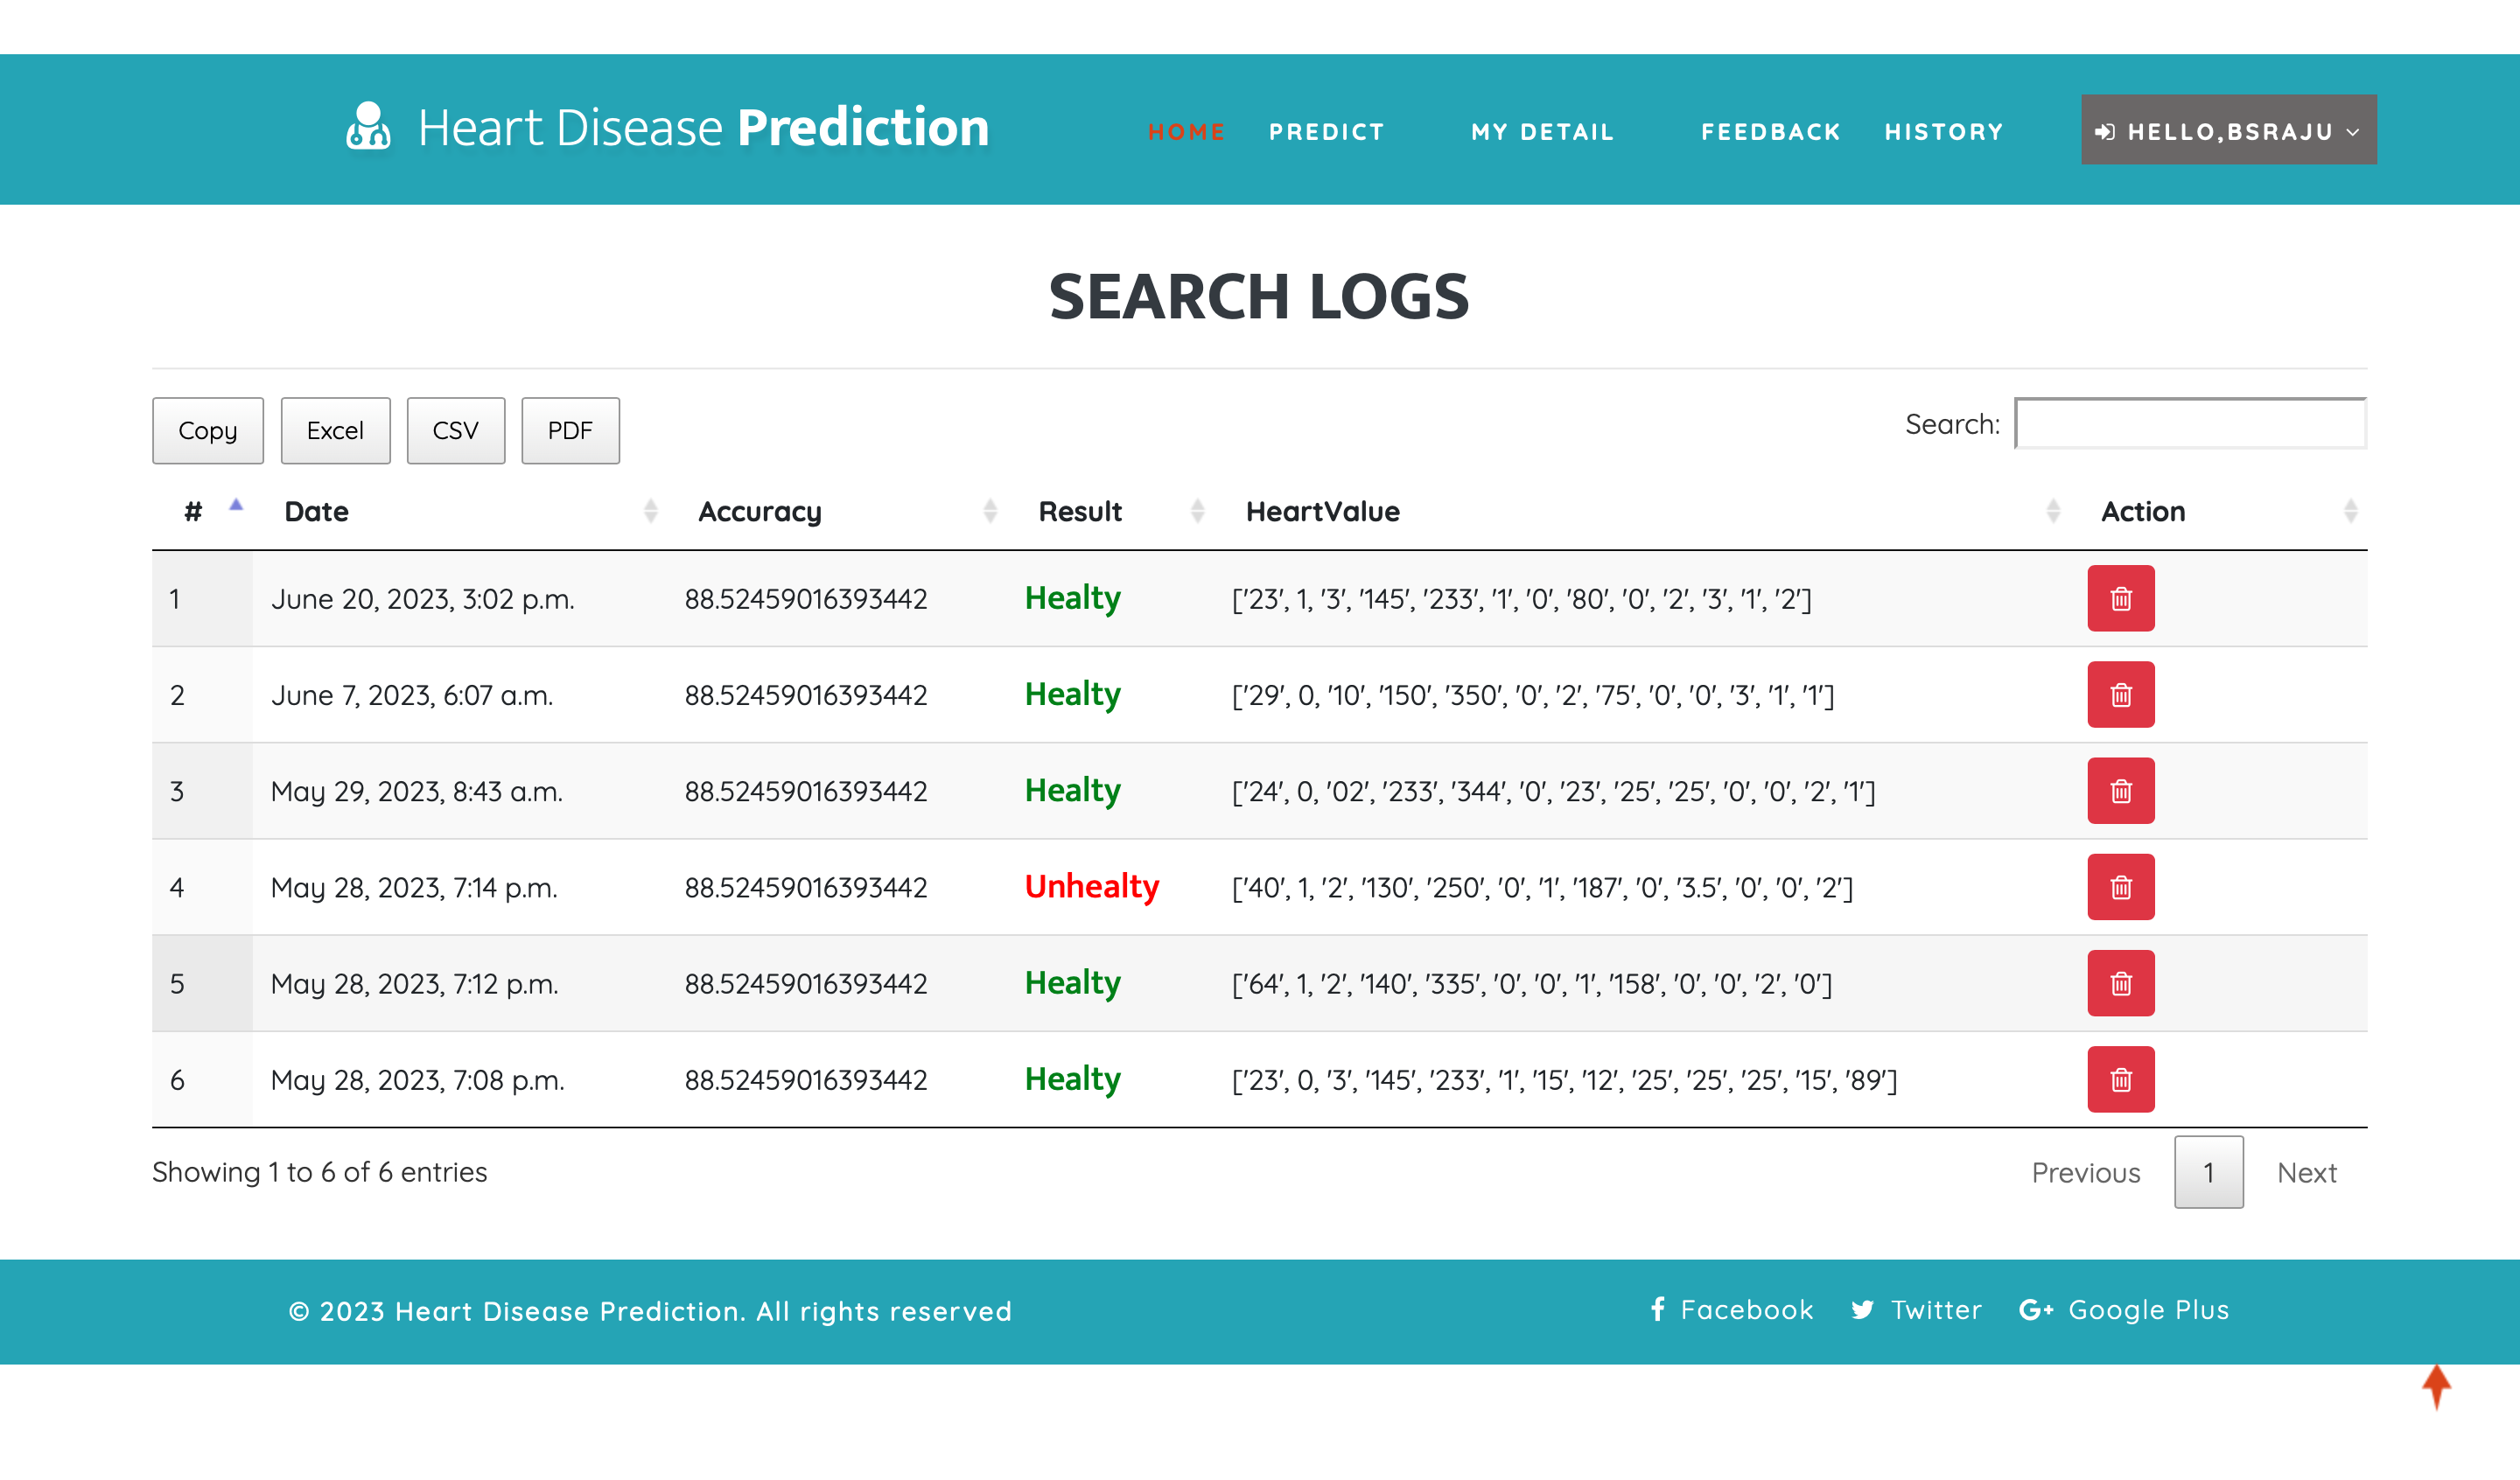 Heart Disease Prediction HOME PREDICT MY DETAIL FEEDBACK HISTORY HELLO,BSRAJU
SEARCH LOGS
Copy Excel CSV PDF Search:
# Date Accuracy Result HeartValue Action
1 June 20, 2023, 3:02 p.m. 88.52459016393442 Healty ['23', 1, '3', '145', '233', '1', '0', '80', '0', '2', '3', '1', '2']
2 June 7, 2023, 6:07 a.m. 88.52459016393442 Healty ['29', 0, '10', '150', '350', '0', '2', '75', '0', '0', '3', '1', '1']
3 May 29, 2023, 8:43 a.m. 88.52459016393442 Healty ['24', 0, '02', '233', '344', '0', '23', '25', '25', '0', '0', '2', '1']
4 May 28, 2023, 7:14 p.m. 88.52459016393442 Unhealty ['40', 1, '2', '130', '250', '0', '1', '187', '0', '3.5', '0', '0', '2']
5 May 28, 2023, 7:12 p.m. 88.52459016393442 Healty ['64', 1, '2', '140', '335', '0', '0', '1', '158', '0', '0', '2', '0']
6 May 28, 2023, 7:08 p.m. 88.52459016393442 Healty ['23', 0, '3', '145', '233', '1', '15', '12', '25', '25', '25', '15', '89']
Showing 1 to 6 of 6 entries Previous 1 Next
© 2023 Heart Disease Prediction. All rights reserved Facebook Twitter Google Plus